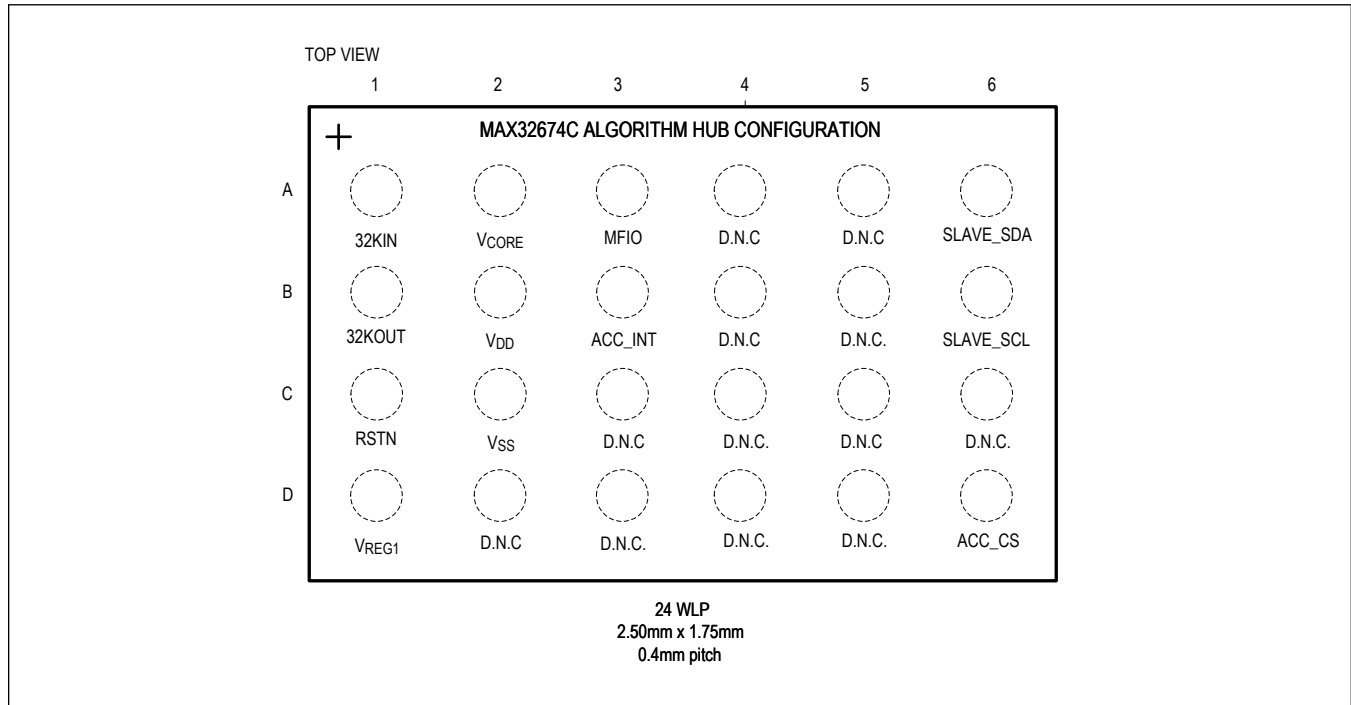 TOP VIEW
1 2 3 4 5 6
MAX32674C ALGORITHM HUB CONFIGURATION
A
32KIN VCORE MFIO D.N.C D.N.C SLAVE_SDA
B
32KOUT VDD ACC_INT D.N.C D.N.C. SLAVE_SCL
C
RSTN VSS D.N.C D.N.C. D.N.C D.N.C.
D
VREG1 D.N.C D.N.C. D.N.C. D.N.C. ACC_CS
24 WLP
2.50mm x 1.75mm
0.4mm pitch